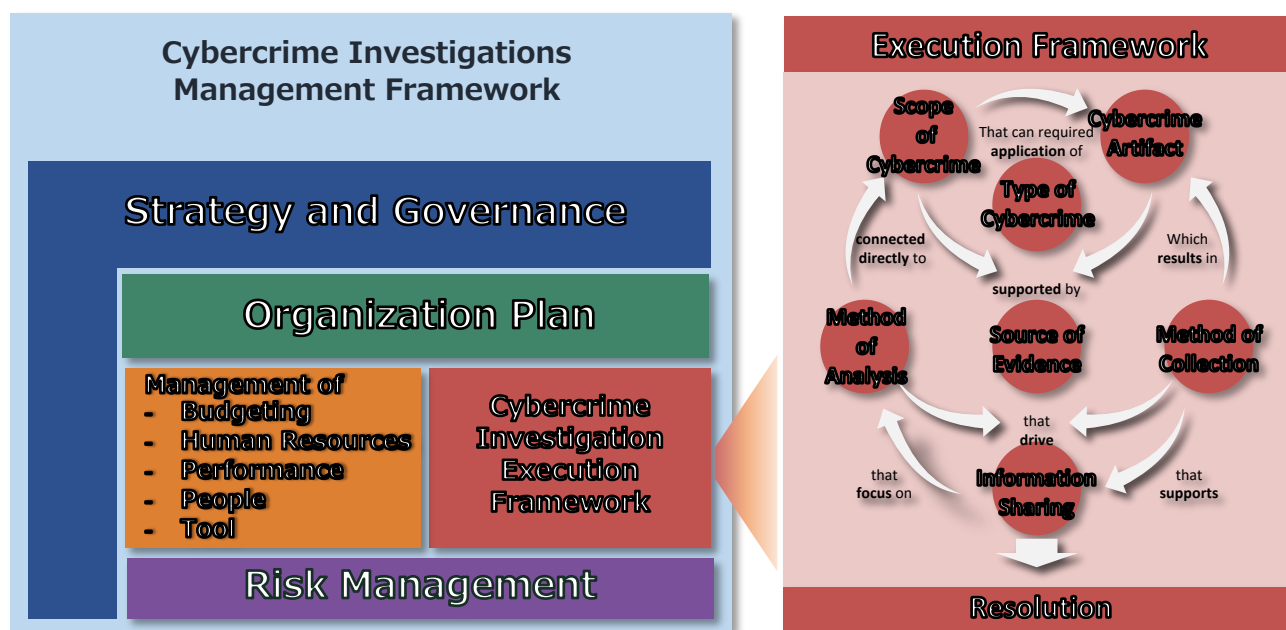 Cybercrime Investigations
Management Framework
Strategy and Governance
Organization Plan
Management of
- Budgeting
- Human Resources
- Performance
- People
- Tool
Cybercrime
Investigation
Execution
Framework
Risk Management
Execution Framework
Scope
of
Cybercrime
That can required
application of
Cybercrime
Artifact
Type of
Cybercrime
connected
directly to
Which
results in
supported by
Method
of
Analysis
Source of
Evidence
Method of
Collection
that
drive
that
focus on
Information
Sharing
that
supports
Resolution